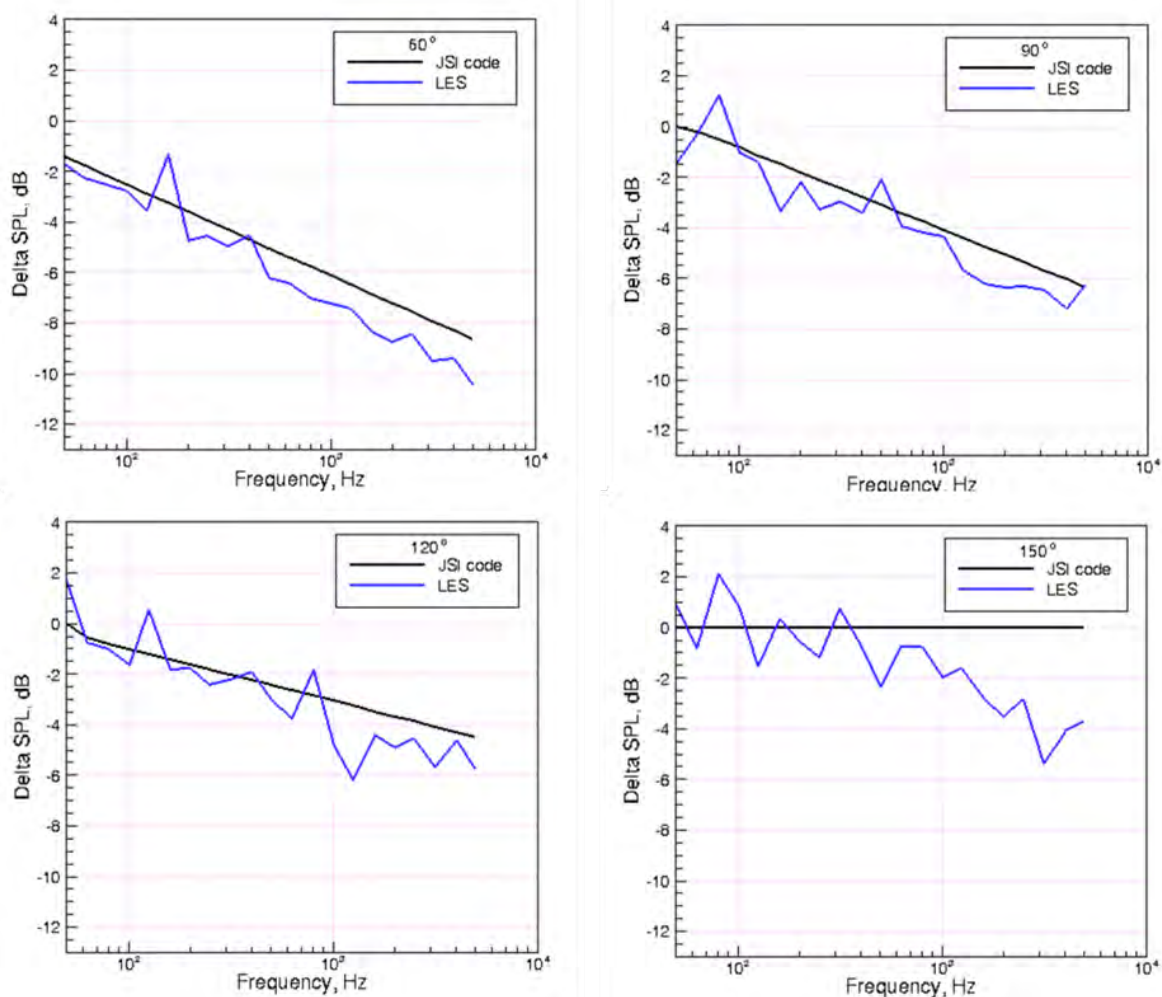 60°
JSI code
LES
4
2
0
-2
-4
-6
-8
-10
-12
Delta SPL, dB
10² 10³ 10⁴
Frequency, Hz
90°
JSI code
LES
4
2
0
-2
-4
-6
-8
-10
-12
Delta SPL, dB
10² 10³ 10⁴
Frequency, Hz
120°
JSI code
LES
4
2
0
-2
-4
-6
-8
-10
-12
Delta SPL, dB
10² 10³ 10⁴
Frequency, Hz
150°
JSI code
LES
4
2
0
-2
-4
-6
-8
-10
-12
Delta SPL, dB
10² 10³ 10⁴
Frequency, Hz